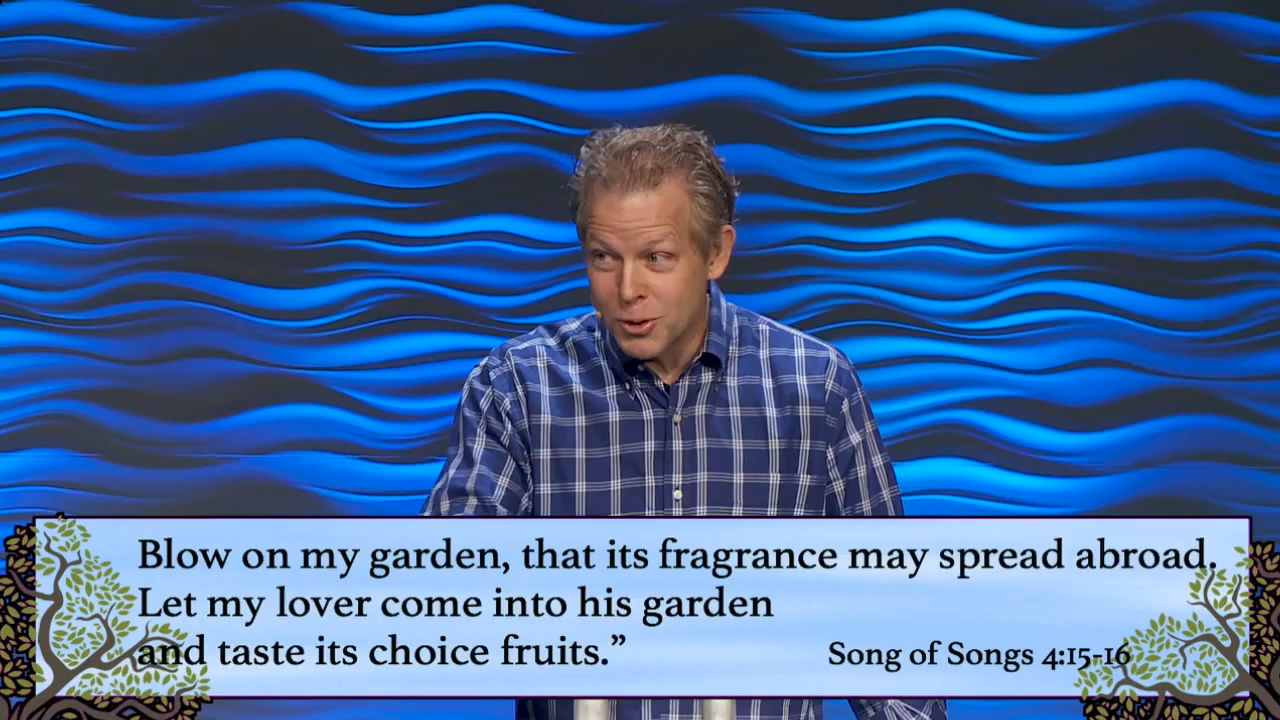 Blow on my garden, that its fragrance may spread abroad.
Let my lover come into his garden
and taste its choice fruits.”
Song of Songs 4:15-16